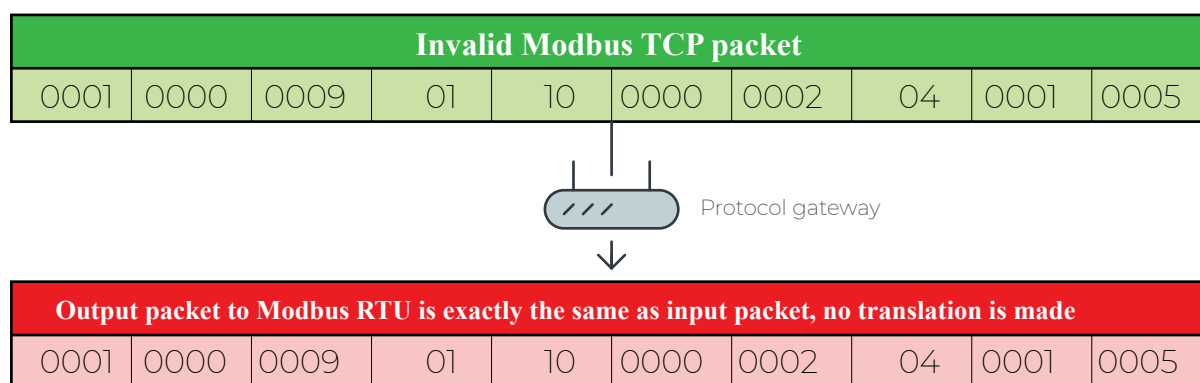 Invalid Modbus TCP packet
0001 0000 0009 01 10 0000 0002 04 0001 0005
Protocol gateway
Output packet to Modbus RTU is exactly the same as input packet, no translation is made
0001 0000 0009 01 10 0000 0002 04 0001 0005